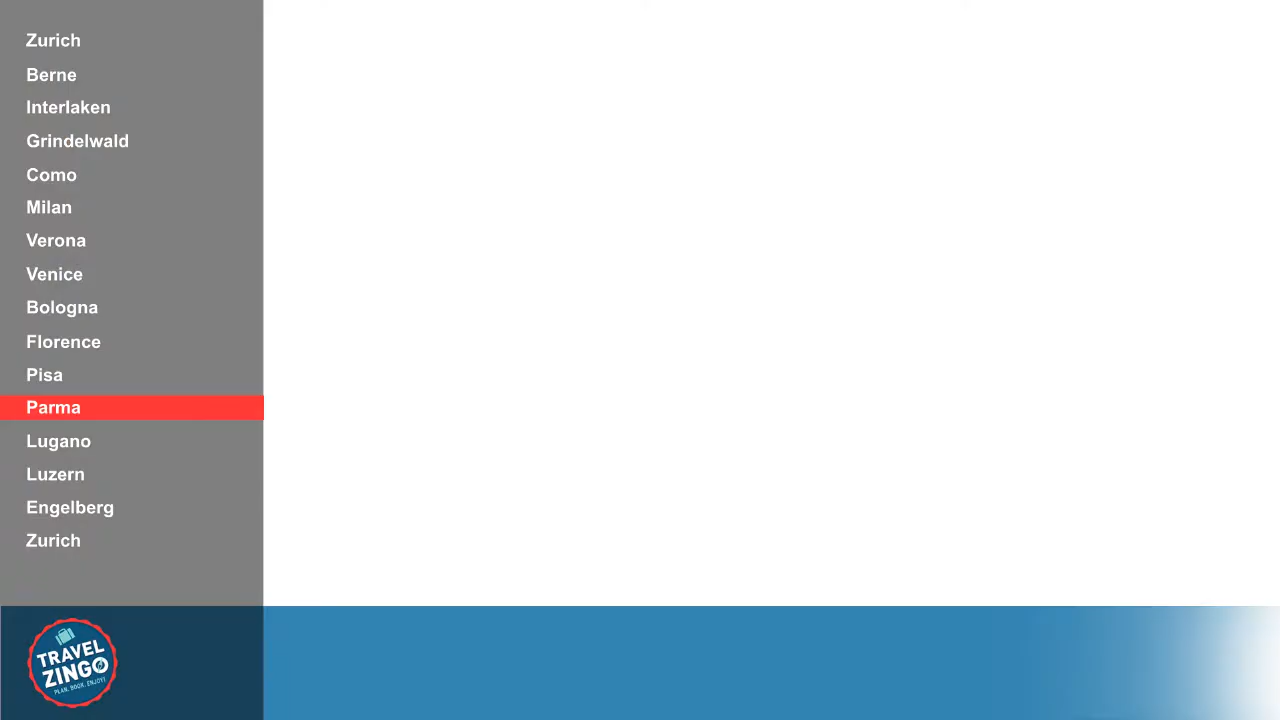 Zurich
Berne
Interlaken
Grindelwald
Como
Milan
Verona
Venice
Bologna
Florence
Pisa
Parma
Lugano
Luzern
Engelberg
Zurich
TRAVEL
ZINGO
PLAN. BOOK. ENJOY!